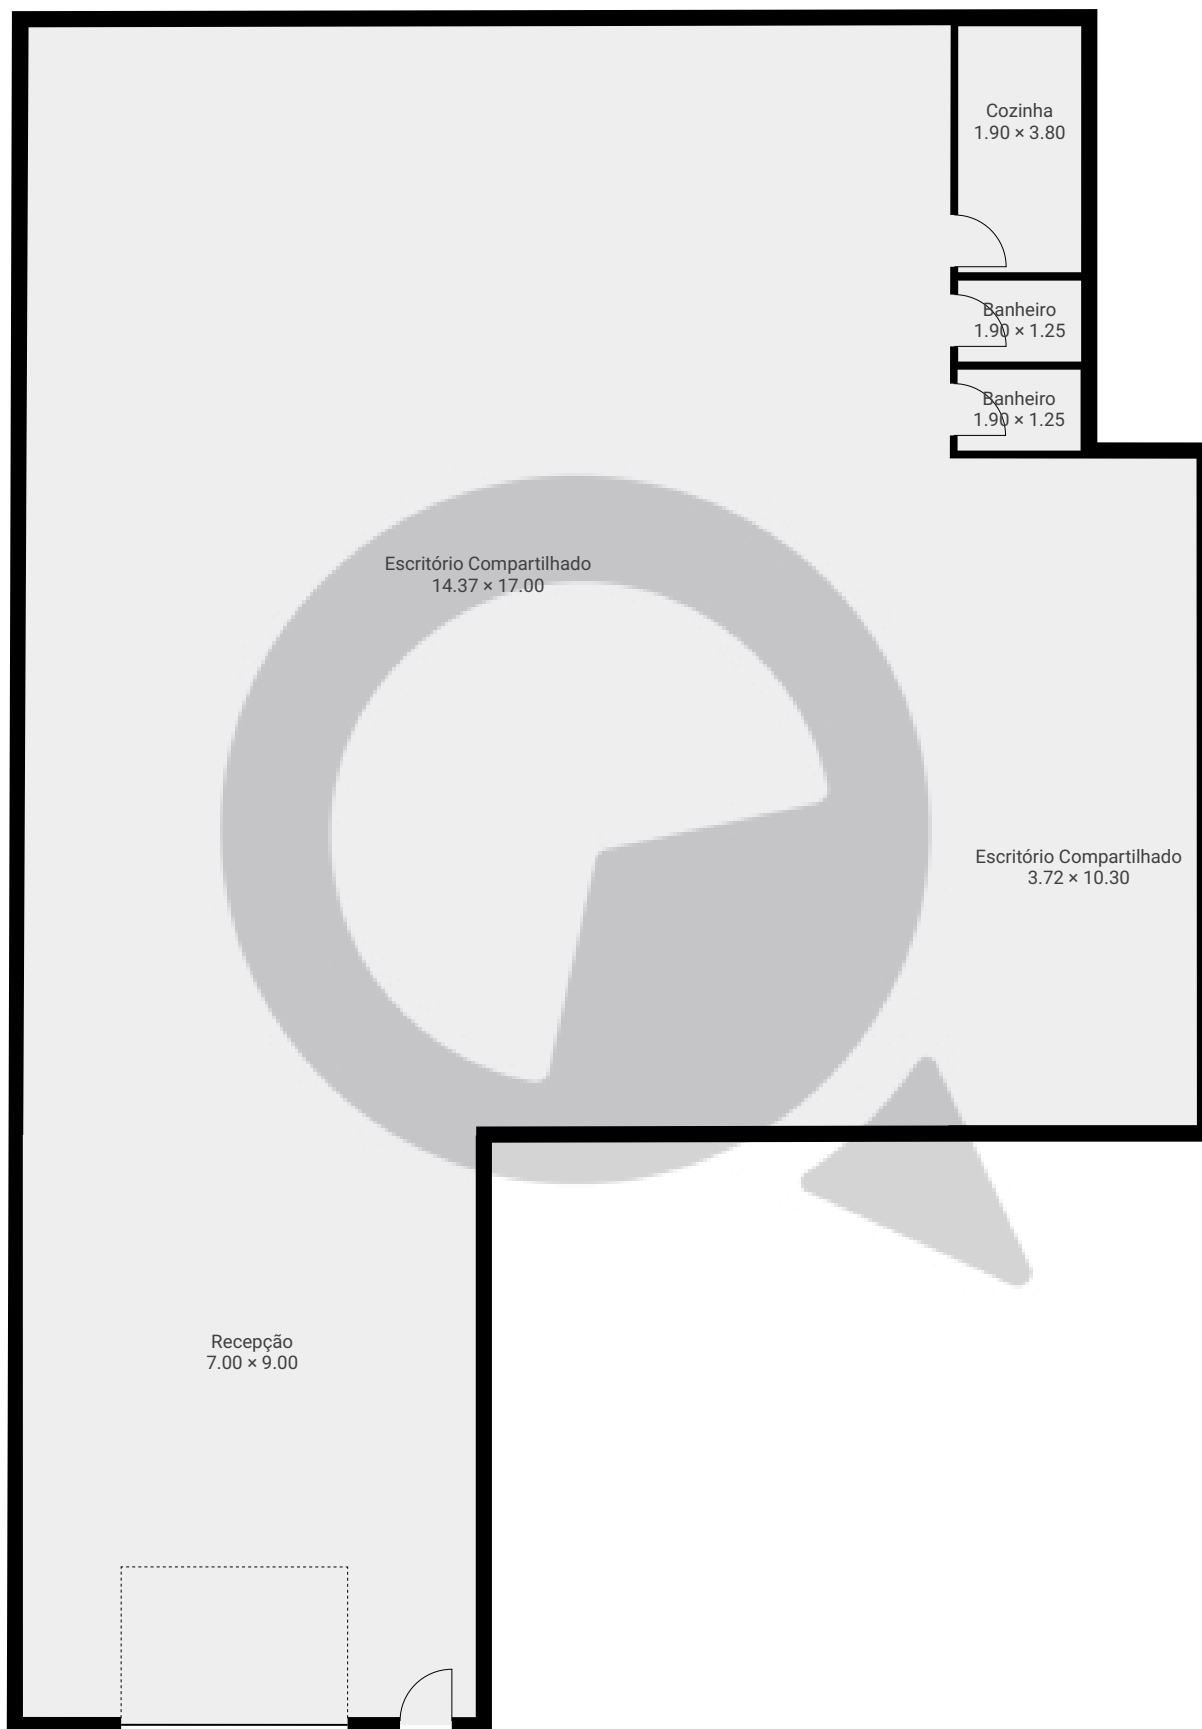 Cozinha
1.90 × 3.80
Banheiro
1.90 × 1.25
Banheiro
1.90 × 1.25
Escritório Compartilhado
14.37 × 17.00
Escritório Compartilhado
3.72 × 10.30
Recepção
7.00 × 9.00